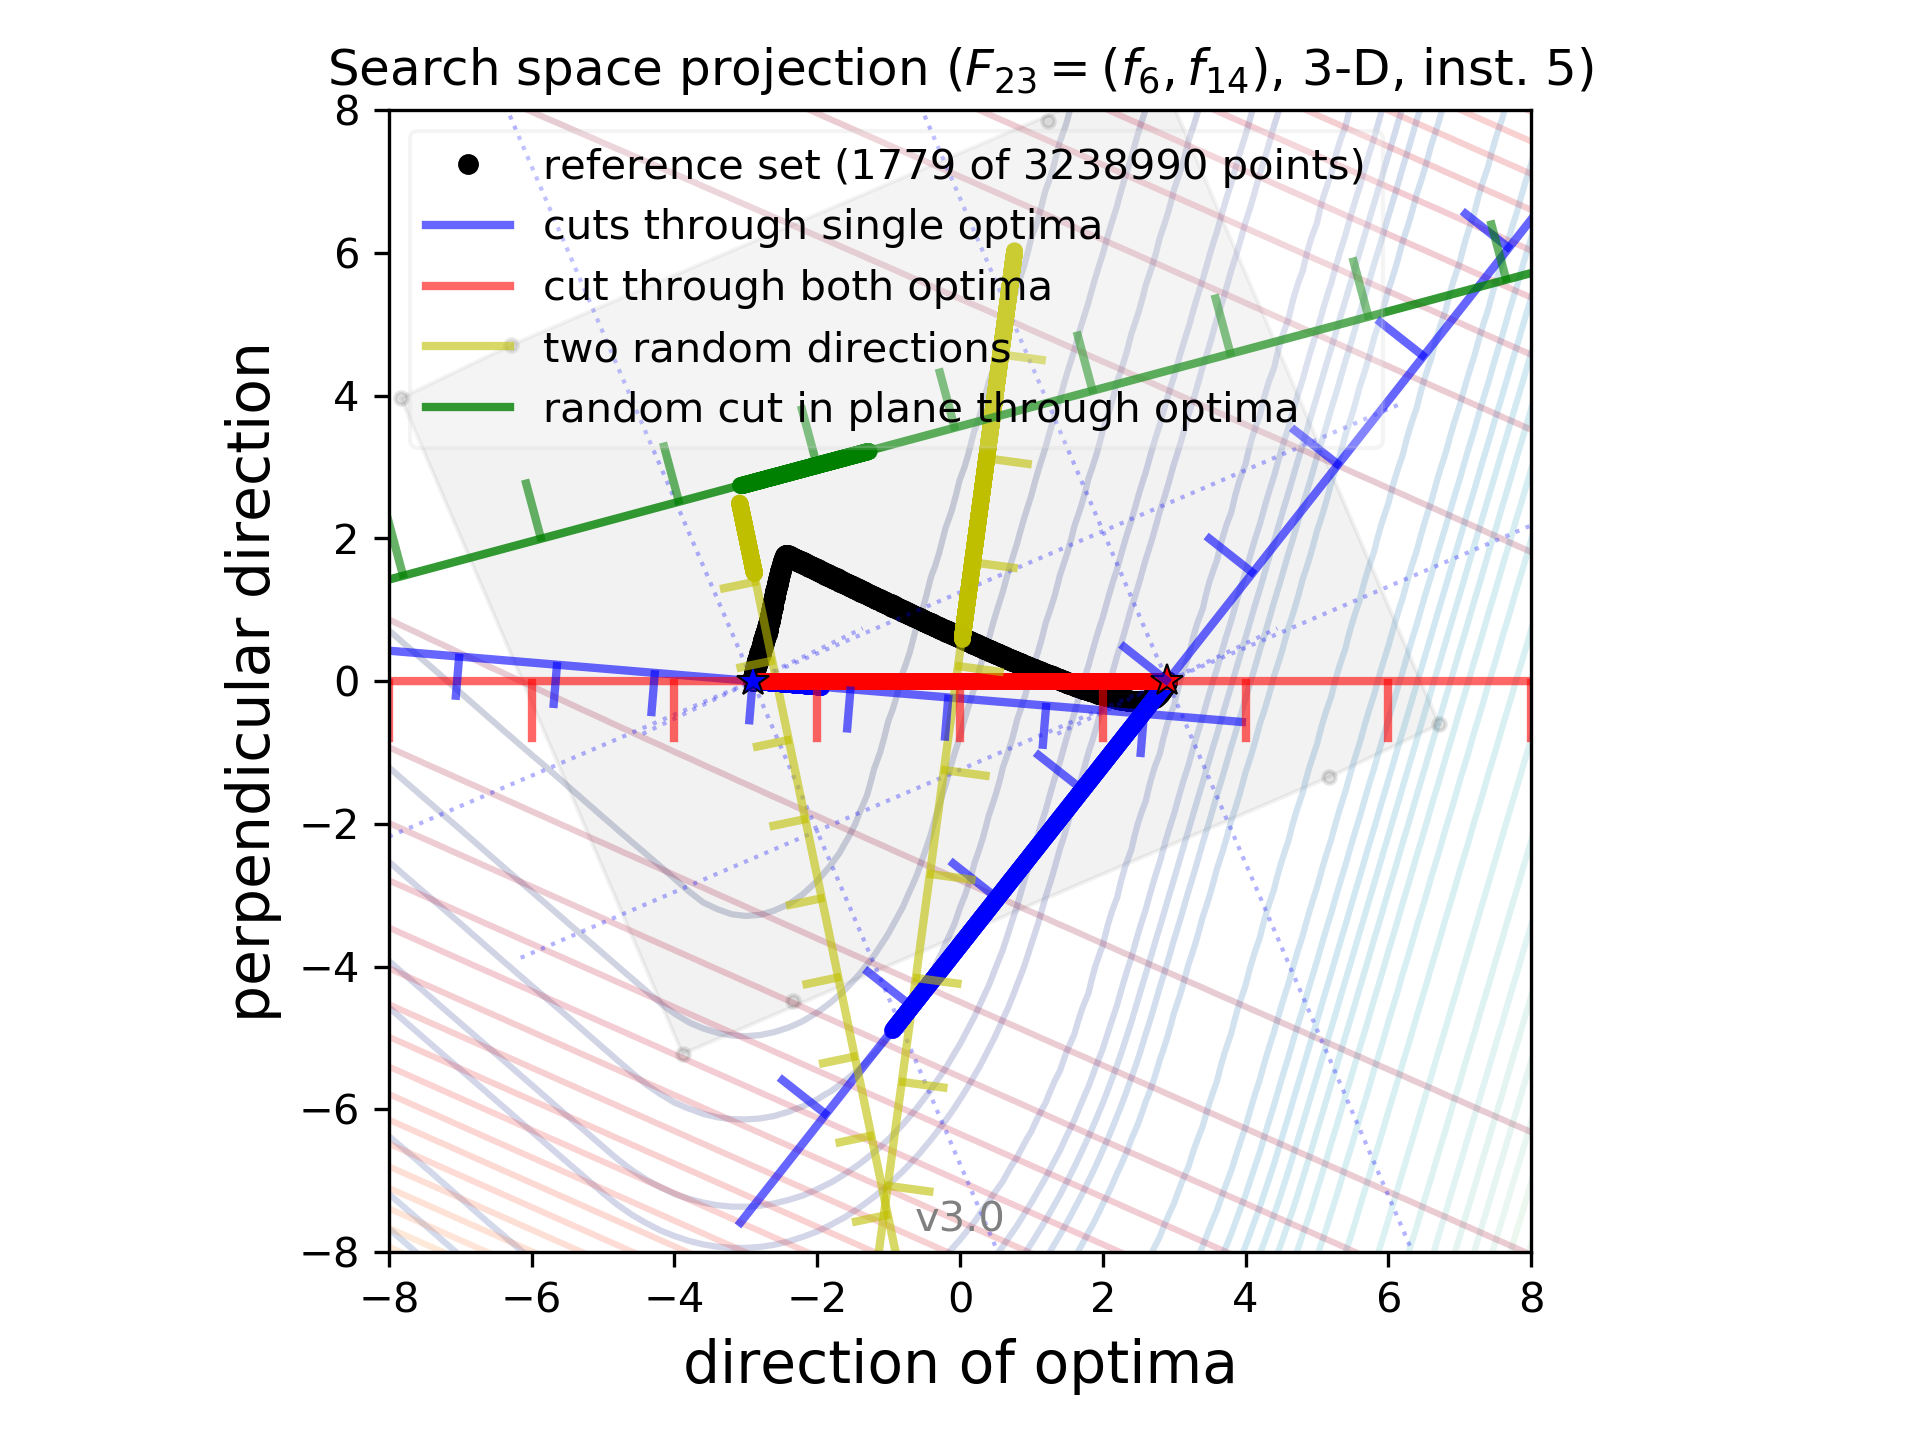 Search space projection (F23 = (f6, f14), 3-D, inst. 5)
reference set (1779 of 3238990 points)
cuts through single optima
cut through both optima
two random directions
random cut in plane through optima
8
6
4
2
0
−2
−4
−6
−8
perpendicular direction
v3.0
−8 −6 −4 −2 0 2 4 6 8
direction of optima